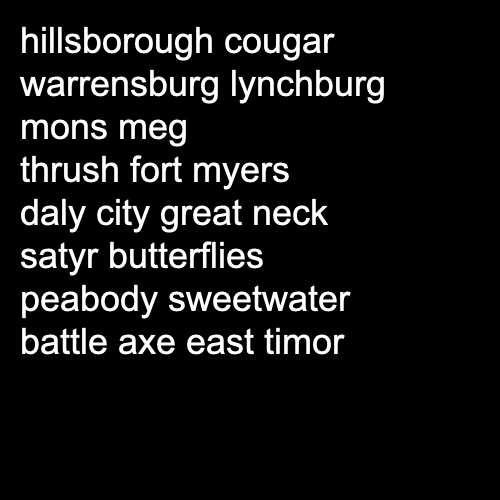 hillsborough cougar
warrensburg lynchburg
mons meg
thrush fort myers
daly city great neck
satyr butterflies
peabody sweetwater
battle axe east timor